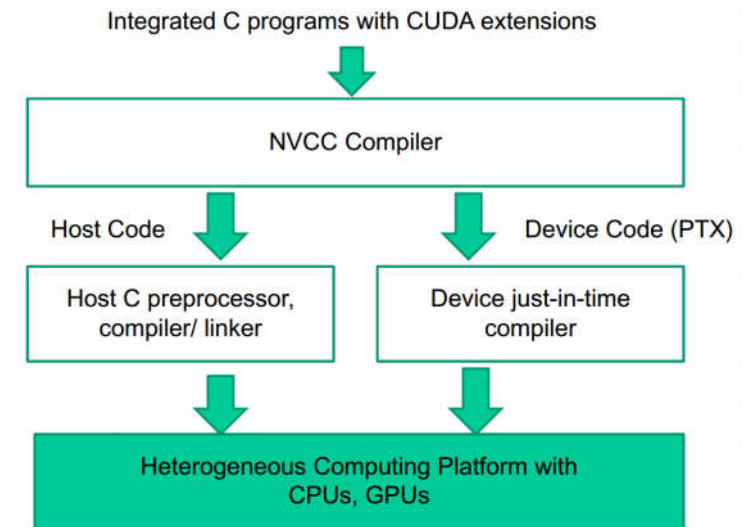 Integrated C programs with CUDA extensions
NVCC Compiler
Host Code
Device Code (PTX)
Host C preprocessor,
compiler/ linker
Device just-in-time
compiler
Heterogeneous Computing Platform with
CPUs, GPUs